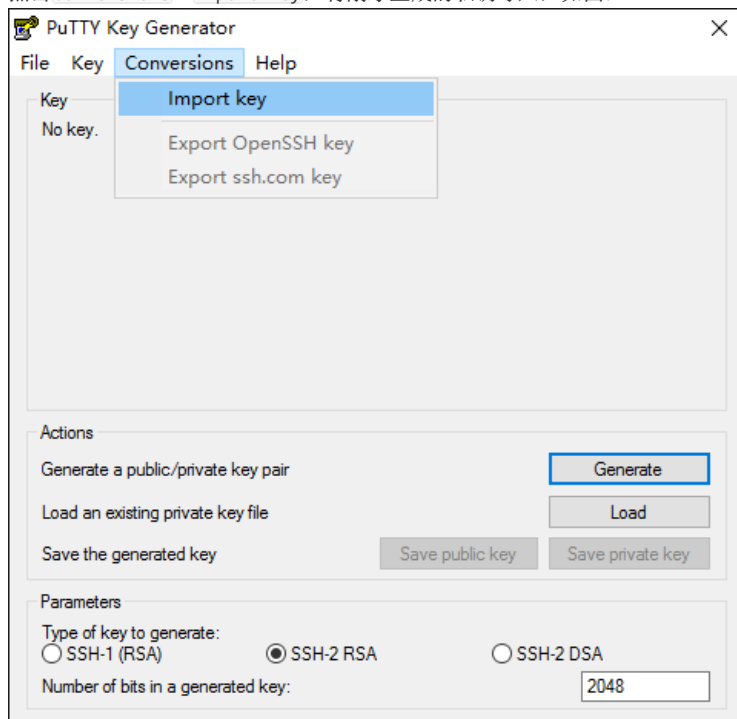 PuTTY Key Generator
File Key Conversions Help
Import key
Export OpenSSH key
Export ssh.com key
Key
No key.
Actions
Generate a public/private key pair
Generate
Load an existing private key file
Load
Save the generated key
Save public key
Save private key
Parameters
Type of key to generate:
SSH-1 (RSA)
SSH-2 RSA
SSH-2 DSA
Number of bits in a generated key:
2048